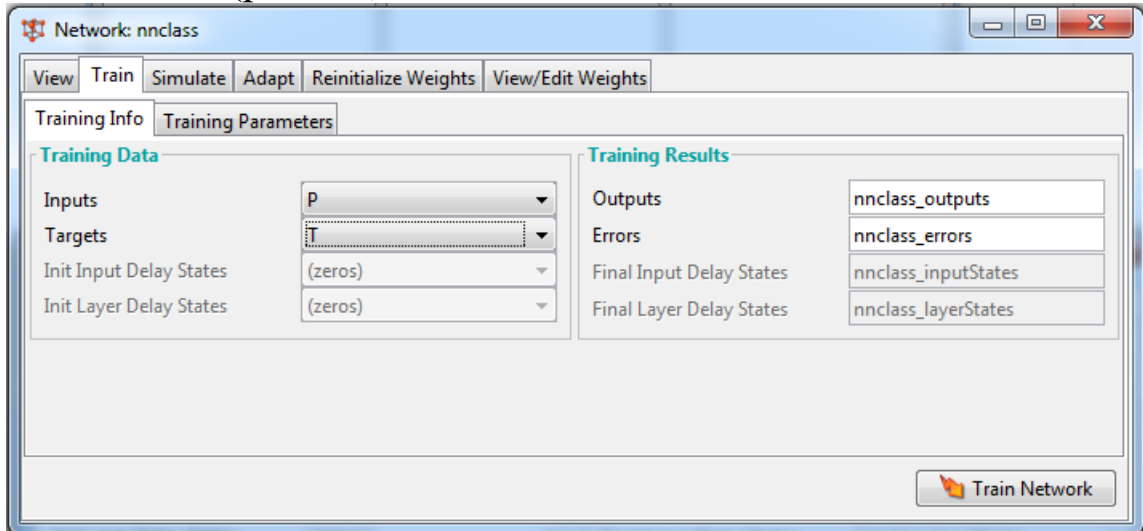 Network: nnclass
View Train Simulate Adapt Reinitialize Weights View/Edit Weights
Training Info Training Parameters
Training Data
Inputs P
Targets T
Init Input Delay States (zeros)
Init Layer Delay States (zeros)
Training Results
Outputs nnclass_outputs
Errors nnclass_errors
Final Input Delay States nnclass_inputStates
Final Layer Delay States nnclass_layerStates
Train Network